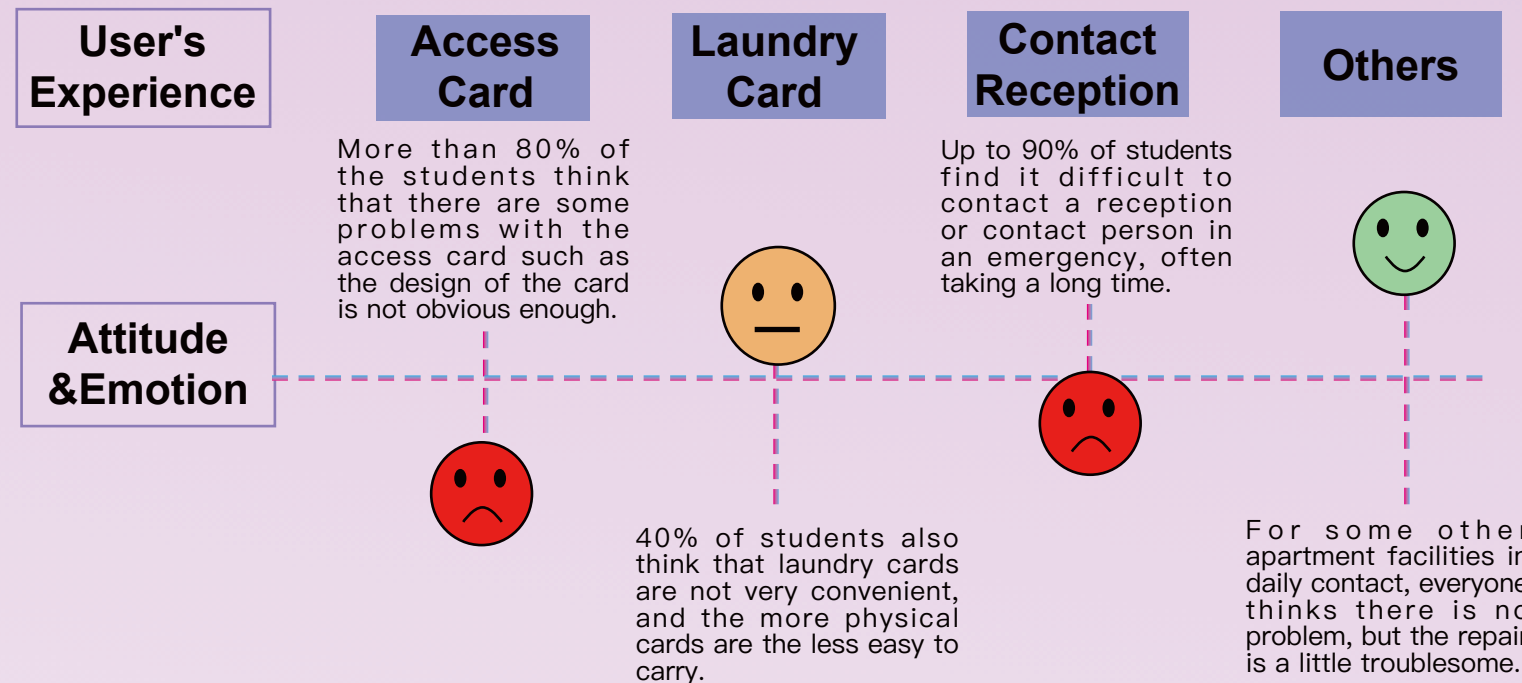 User's
Experience
Access
Card
Laundry
Card
Contact
Reception
Others
More than 80% of
the students think
that there are some
problems with the
access card such as
the design of the card
is not obvious enough.
Up to 90% of students
find it difficult to
contact a reception
or contact person in
an emergency, often
taking a long time.
Attitude
&Emotion
40% of students also
think that laundry cards
are not very convenient,
and the more physical
cards are the less easy to
carry.
For some other
apartment facilities in
daily contact, everyone
thinks there is no
problem, but the repair
is a little troublesome.